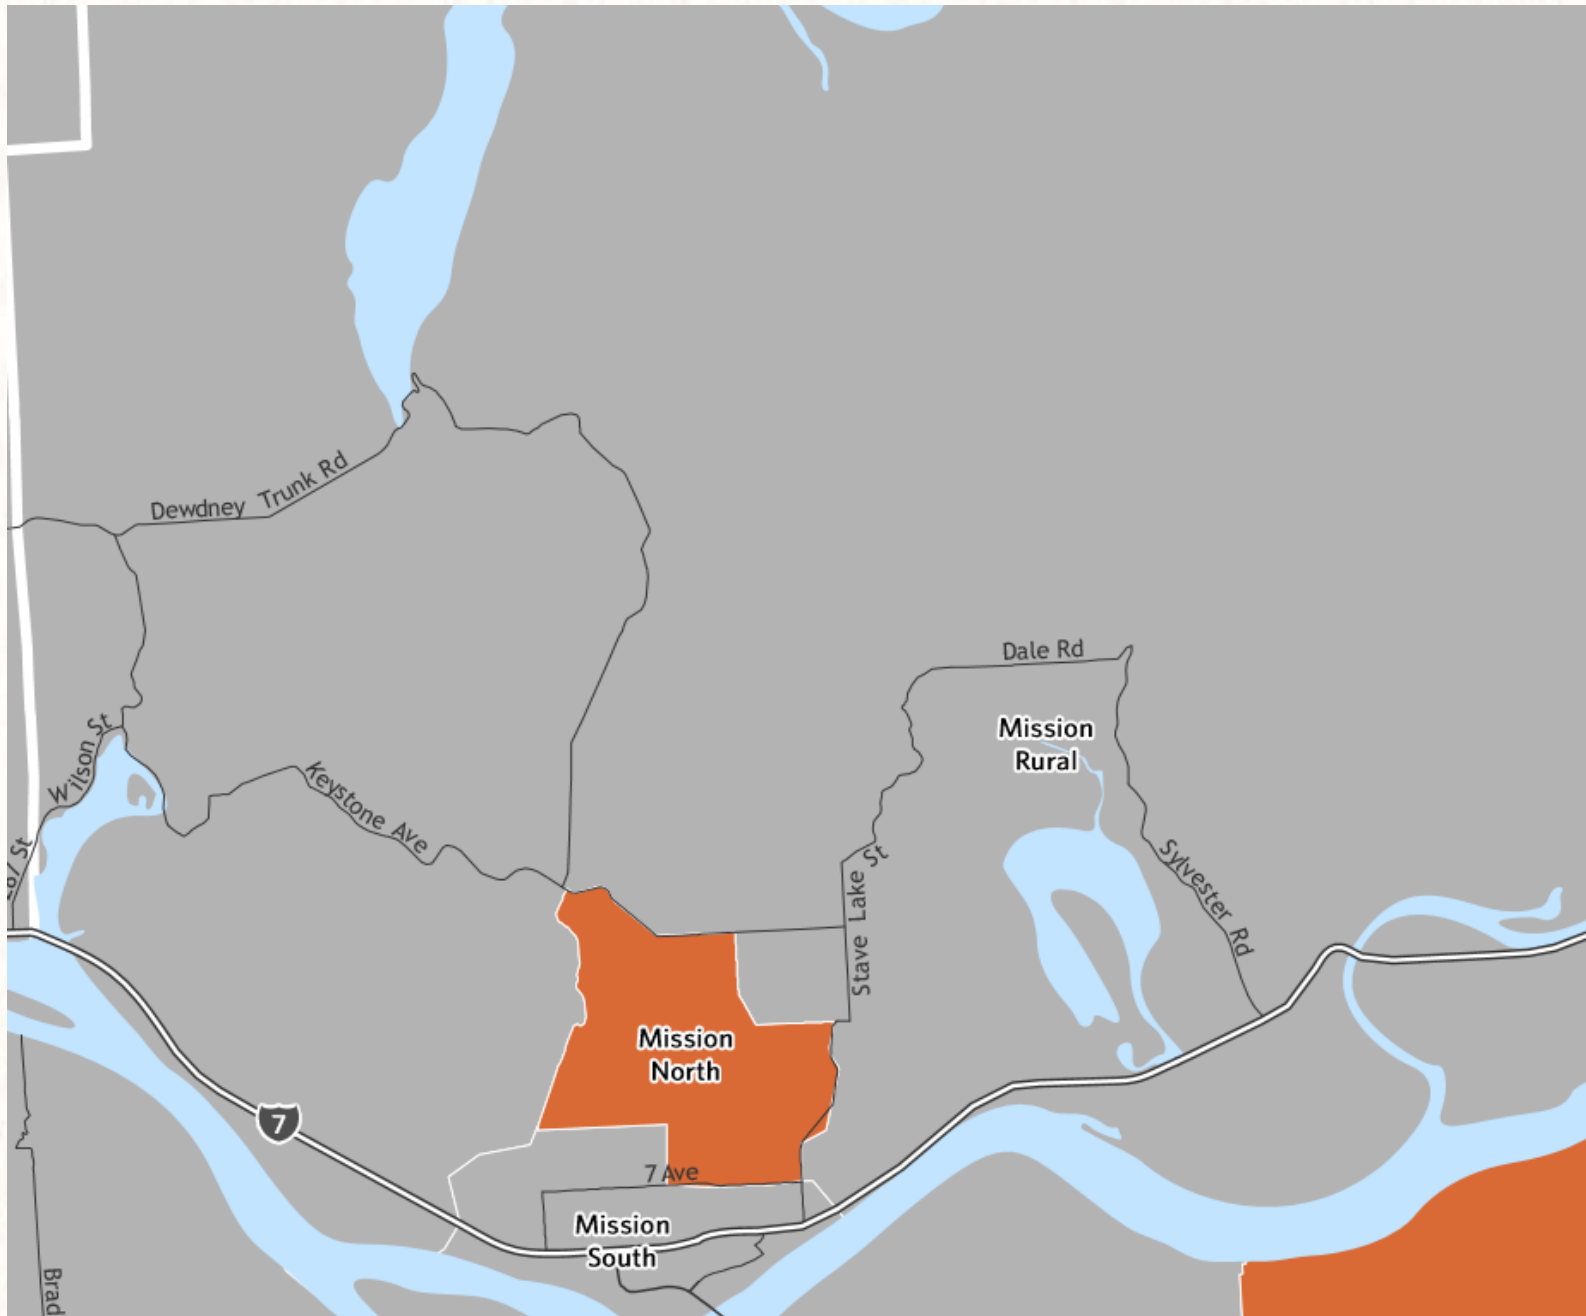 Dewdney Trunk Rd
Dale Rd
Mission
Rural
Wilson St
Keystone Ave
St
Stave Lake St
Sylvester Rd
Mission
North
7
7 Ave
Mission
South
Brad